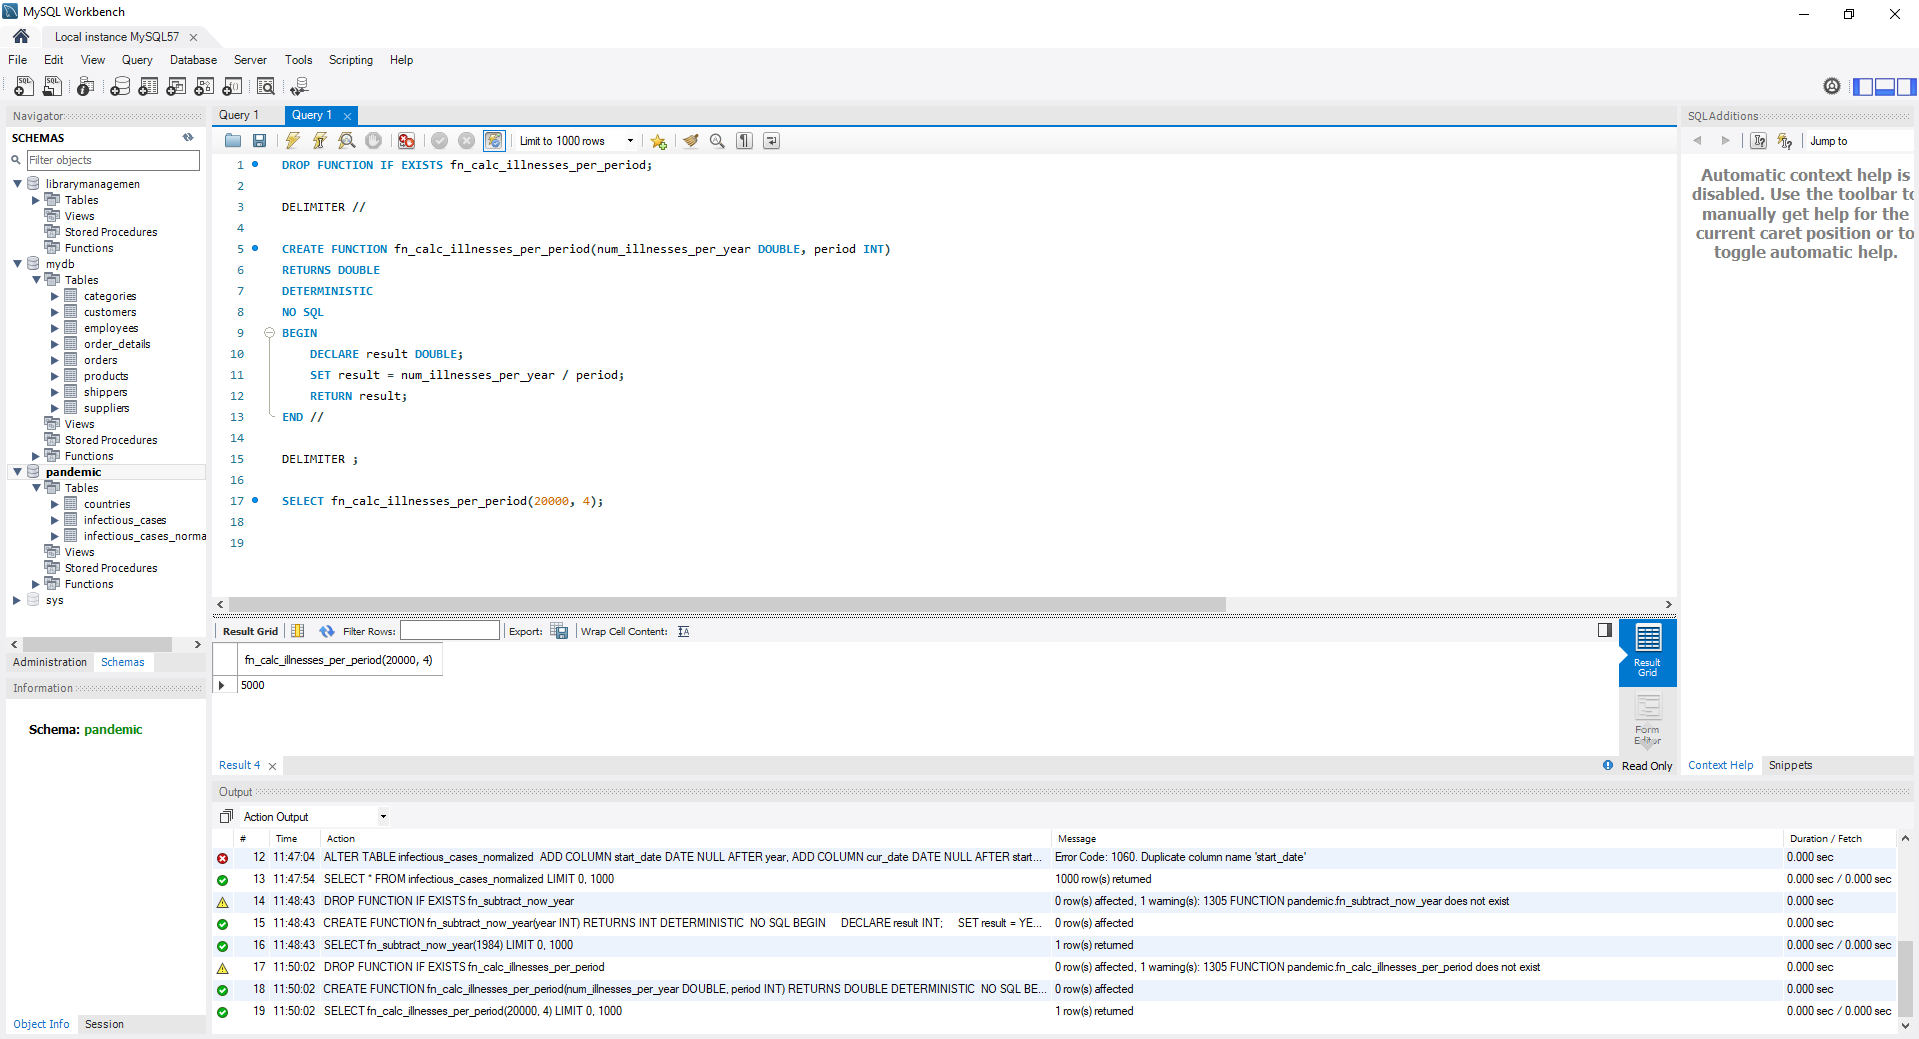 MySQL Workbench
Local instance MySQL57
File Edit View Query Database Server Tools Scripting Help
Navigator
SCHEMAS
Filter objects
librarymanagemen
Tables
Views
Stored Procedures
Functions
mydb
Tables
categories
customers
employees
order_details
orders
products
shippers
suppliers
Views
Stored Procedures
Functions
pandemic
Tables
countries
infectious_cases
infectious_cases_norma
Views
Stored Procedures
Functions
sys
Administration Schemas
Information
Schema: pandemic
Object Info Session
Query 1 Query 1
Limit to 1000 rows
1 DROP FUNCTION IF EXISTS fn_calc_illnesses_per_period;
2
3 DELIMITER //
4
5 CREATE FUNCTION fn_calc_illnesses_per_period(num_illnesses_per_year DOUBLE, period INT)
6 RETURNS DOUBLE
7 DETERMINISTIC
8 NO SQL
9 BEGIN
10 DECLARE result DOUBLE;
11 SET result = num_illnesses_per_year / period;
12 RETURN result;
13 END //
14
15 DELIMITER ;
16
17 SELECT fn_calc_illnesses_per_period(20000, 4);
18
19
Result Grid Filter Rows: Export: Wrap Cell Content:
fn_calc_illnesses_per_period(20000, 4)
5000
Result Grid
Form Editor
Result 4 Read Only
SQLAdditions
Jump to
Automatic context help is
disabled. Use the toolbar to
manually get help for the
current caret position or to
toggle automatic help.
Context Help Snippets
Output
Action Output
# Time Action Message Duration / Fetch
12 11:47:04 ALTER TABLE infectious_cases_normalized ADD COLUMN start_date DATE NULL AFTER year, ADD COLUMN cur_date DATE NULL AFTER start... Error Code: 1060. Duplicate column name 'start_date' 0.000 sec
13 11:47:54 SELECT * FROM infectious_cases_normalized LIMIT 0, 1000 1000 row(s) returned 0.000 sec / 0.000 sec
14 11:48:43 DROP FUNCTION IF EXISTS fn_subtract_now_year 0 row(s) affected, 1 warning(s): 1305 FUNCTION pandemic.fn_subtract_now_year does not exist 0.000 sec
15 11:48:43 CREATE FUNCTION fn_subtract_now_year(year INT) RETURNS INT DETERMINISTIC NO SQL BEGIN DECLARE result INT; SET result = YE... 0 row(s) affected 0.000 sec
16 11:48:43 SELECT fn_subtract_now_year(1984) LIMIT 0, 1000 1 row(s) returned 0.000 sec / 0.000 sec
17 11:50:02 DROP FUNCTION IF EXISTS fn_calc_illnesses_per_period 0 row(s) affected, 1 warning(s): 1305 FUNCTION pandemic.fn_calc_illnesses_per_period does not exist 0.000 sec
18 11:50:02 CREATE FUNCTION fn_calc_illnesses_per_period(num_illnesses_per_year DOUBLE, period INT) RETURNS DOUBLE DETERMINISTIC NO SQL BE... 0 row(s) affected 0.000 sec
19 11:50:02 SELECT fn_calc_illnesses_per_period(20000, 4) LIMIT 0, 1000 1 row(s) returned 0.000 sec / 0.000 sec